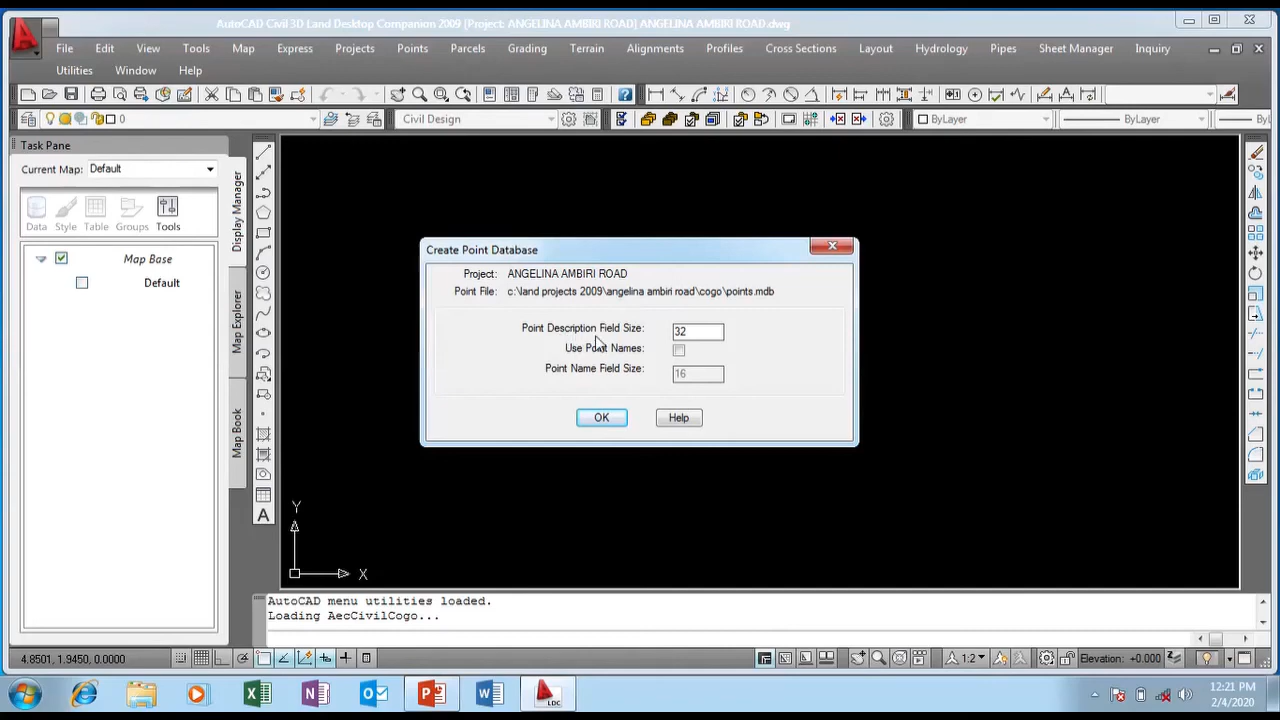 AutoCAD Civil 3D Land Desktop Companion 2009 [Project: ANGELINA AMBIRI ROAD] ANGELINA AMBIRI ROAD.dwg
File Edit View Tools Map Express Projects Points Parcels Grading Terrain Alignments Profiles Cross Sections Layout Hydrology Pipes Sheet Manager Inquiry
Utilities Window Help
0 Civil Design ByLayer ByLayer ByL
Task Pane
Current Map: Default
Data Style Table Groups Tools
Map Base
Default
Display Manager
Map Explorer
Map Book
A
Create Point Database
Project: ANGELINA AMBIRI ROAD
Point File: c:\land projects 2009\angelina ambiri road\cogo\points.mdb
Point Description Field Size: 32
Use Point Names:
Point Name Field Size: 16
OK Help
Y
X
AutoCAD menu utilities loaded.
Loading AecCivilCogo...
4.8501, 1.9450, 0.0000 1:2 Elevation: +0.000
LDC
12:21 PM
2/4/2020